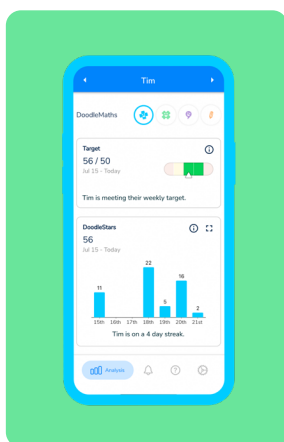 Tim
DoodleMaths
Target
56 / 50
Jul 15 - Today
Tim is meeting their weekly target.
DoodleStars
56
Jul 15 - Today
22
16
11
5
2
15th 16th 17th 18th 19th 20th 21st
Tim is on a 4 day streak.
Analysis